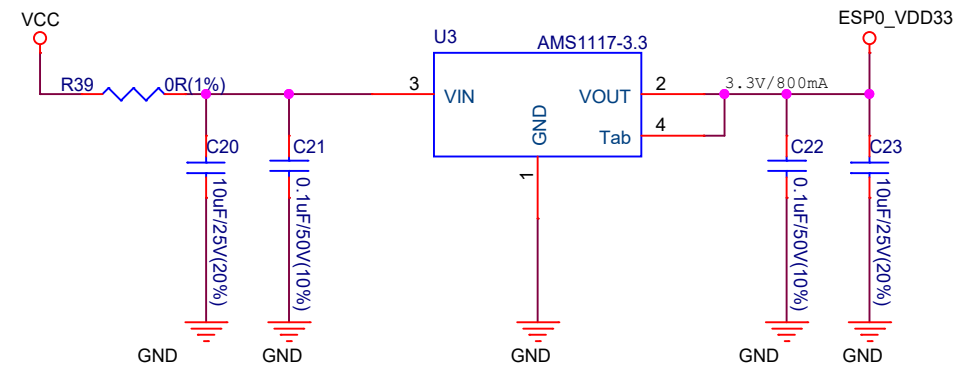 VCC
ESP0_VDD33
U3
AMS1117-3.3
R39
0R(1%)
3
VIN
VOUT
2
3.3V/800mA
GND
Tab
4
1
C20
10uF/25V(20%)
C21
0.1uF/50V(10%)
C22
0.1uF/50V(10%)
C23
10uF/25V(20%)
GND
GND
GND
GND
GND